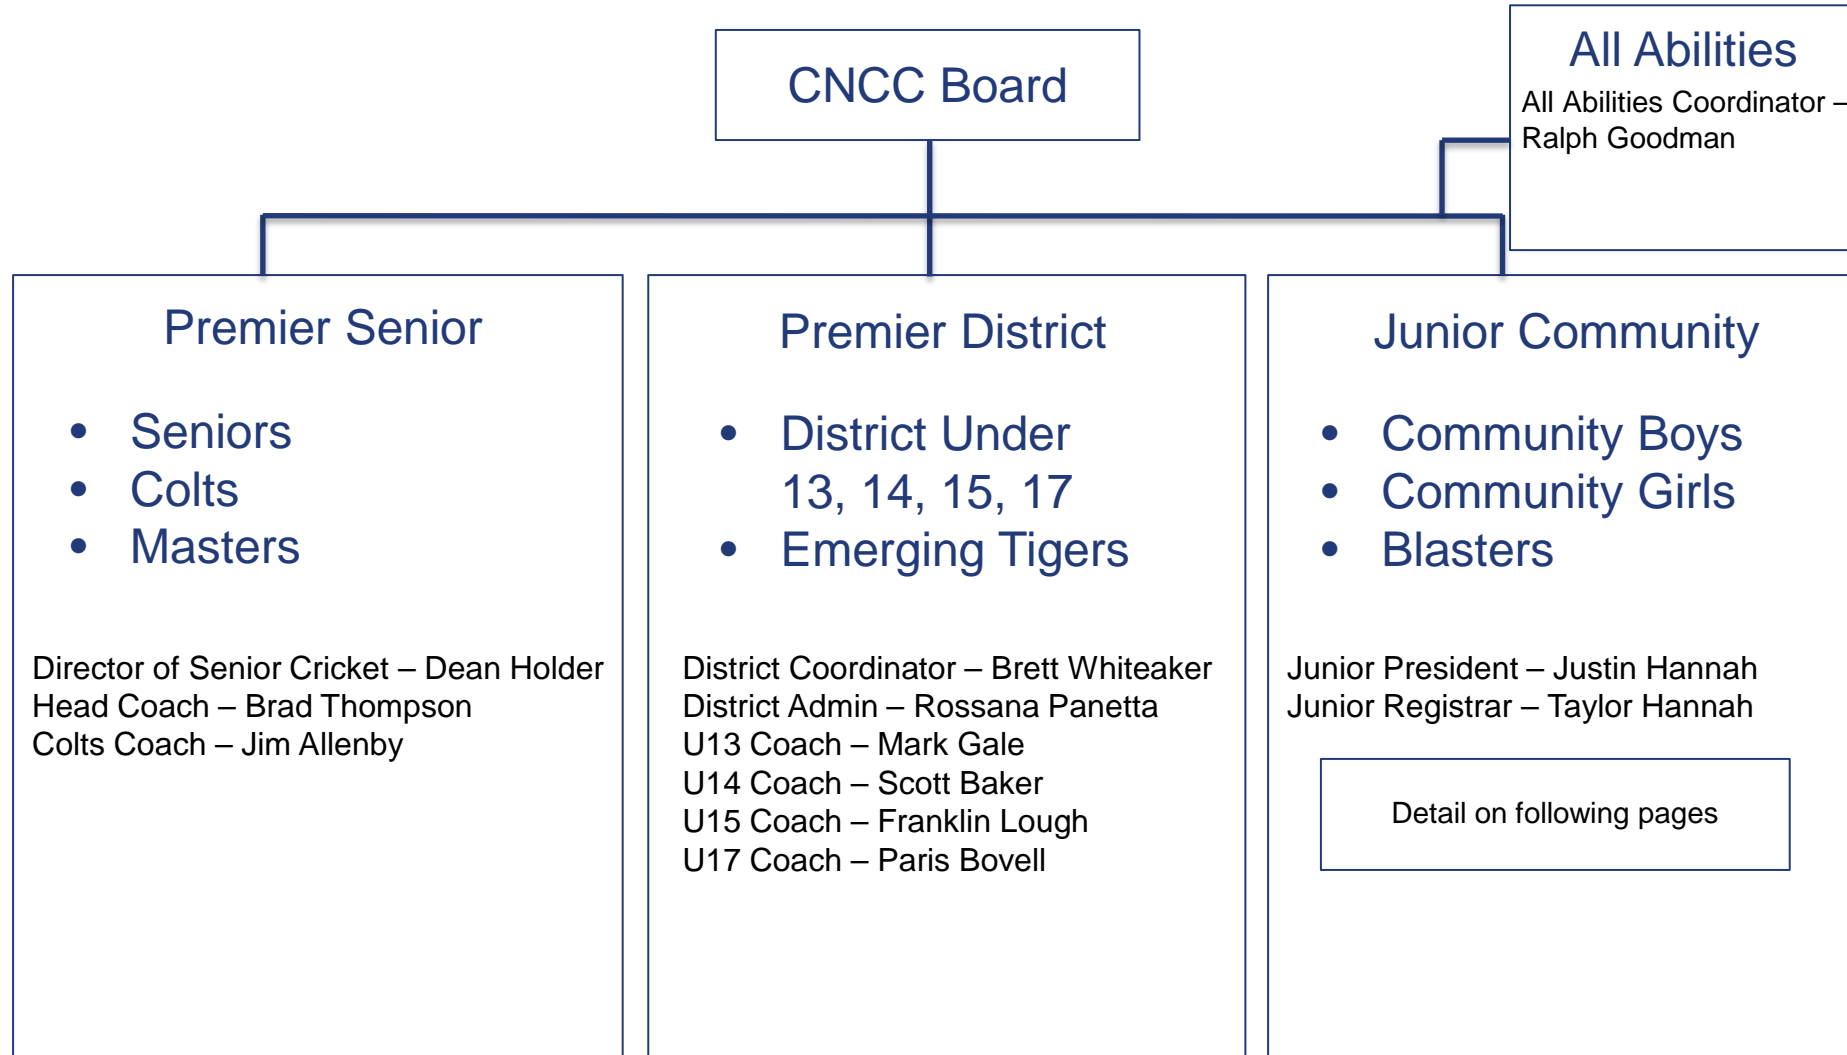 CNCC Board
All Abilities
All Abilities Coordinator –
Ralph Goodman
Premier Senior
• Seniors
• Colts
• Masters
Director of Senior Cricket – Dean Holder
Head Coach – Brad Thompson
Colts Coach – Jim Allenby
Premier District
• District Under
13, 14, 15, 17
• Emerging Tigers
District Coordinator – Brett Whiteaker
District Admin – Rossana Panetta
U13 Coach – Mark Gale
U14 Coach – Scott Baker
U15 Coach – Franklin Lough
U17 Coach – Paris Bovell
Junior Community
• Community Boys
• Community Girls
• Blasters
Junior President – Justin Hannah
Junior Registrar – Taylor Hannah
Detail on following pages